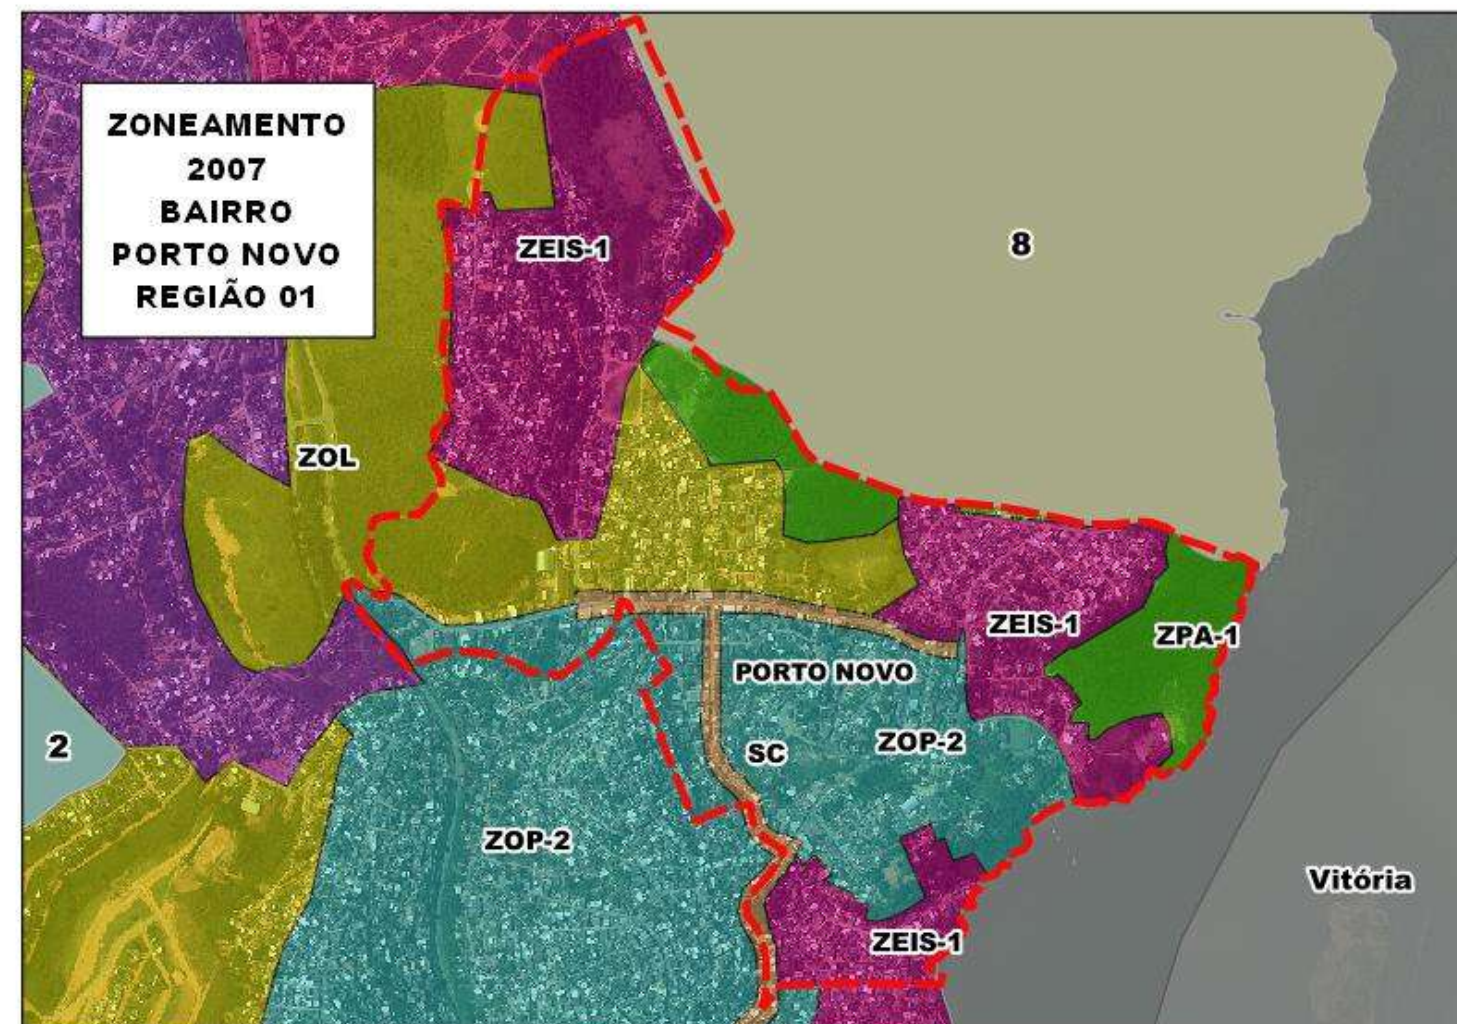 ZONEAMENTO
2007
BAIRRO
PORTO NOVO
REGIÃO 01
ZEIS-1
8
ZOL
ZEIS-1
ZPA-1
PORTO NOVO
2
SC
ZOP-2
ZOP-2
Vitória
ZEIS-1